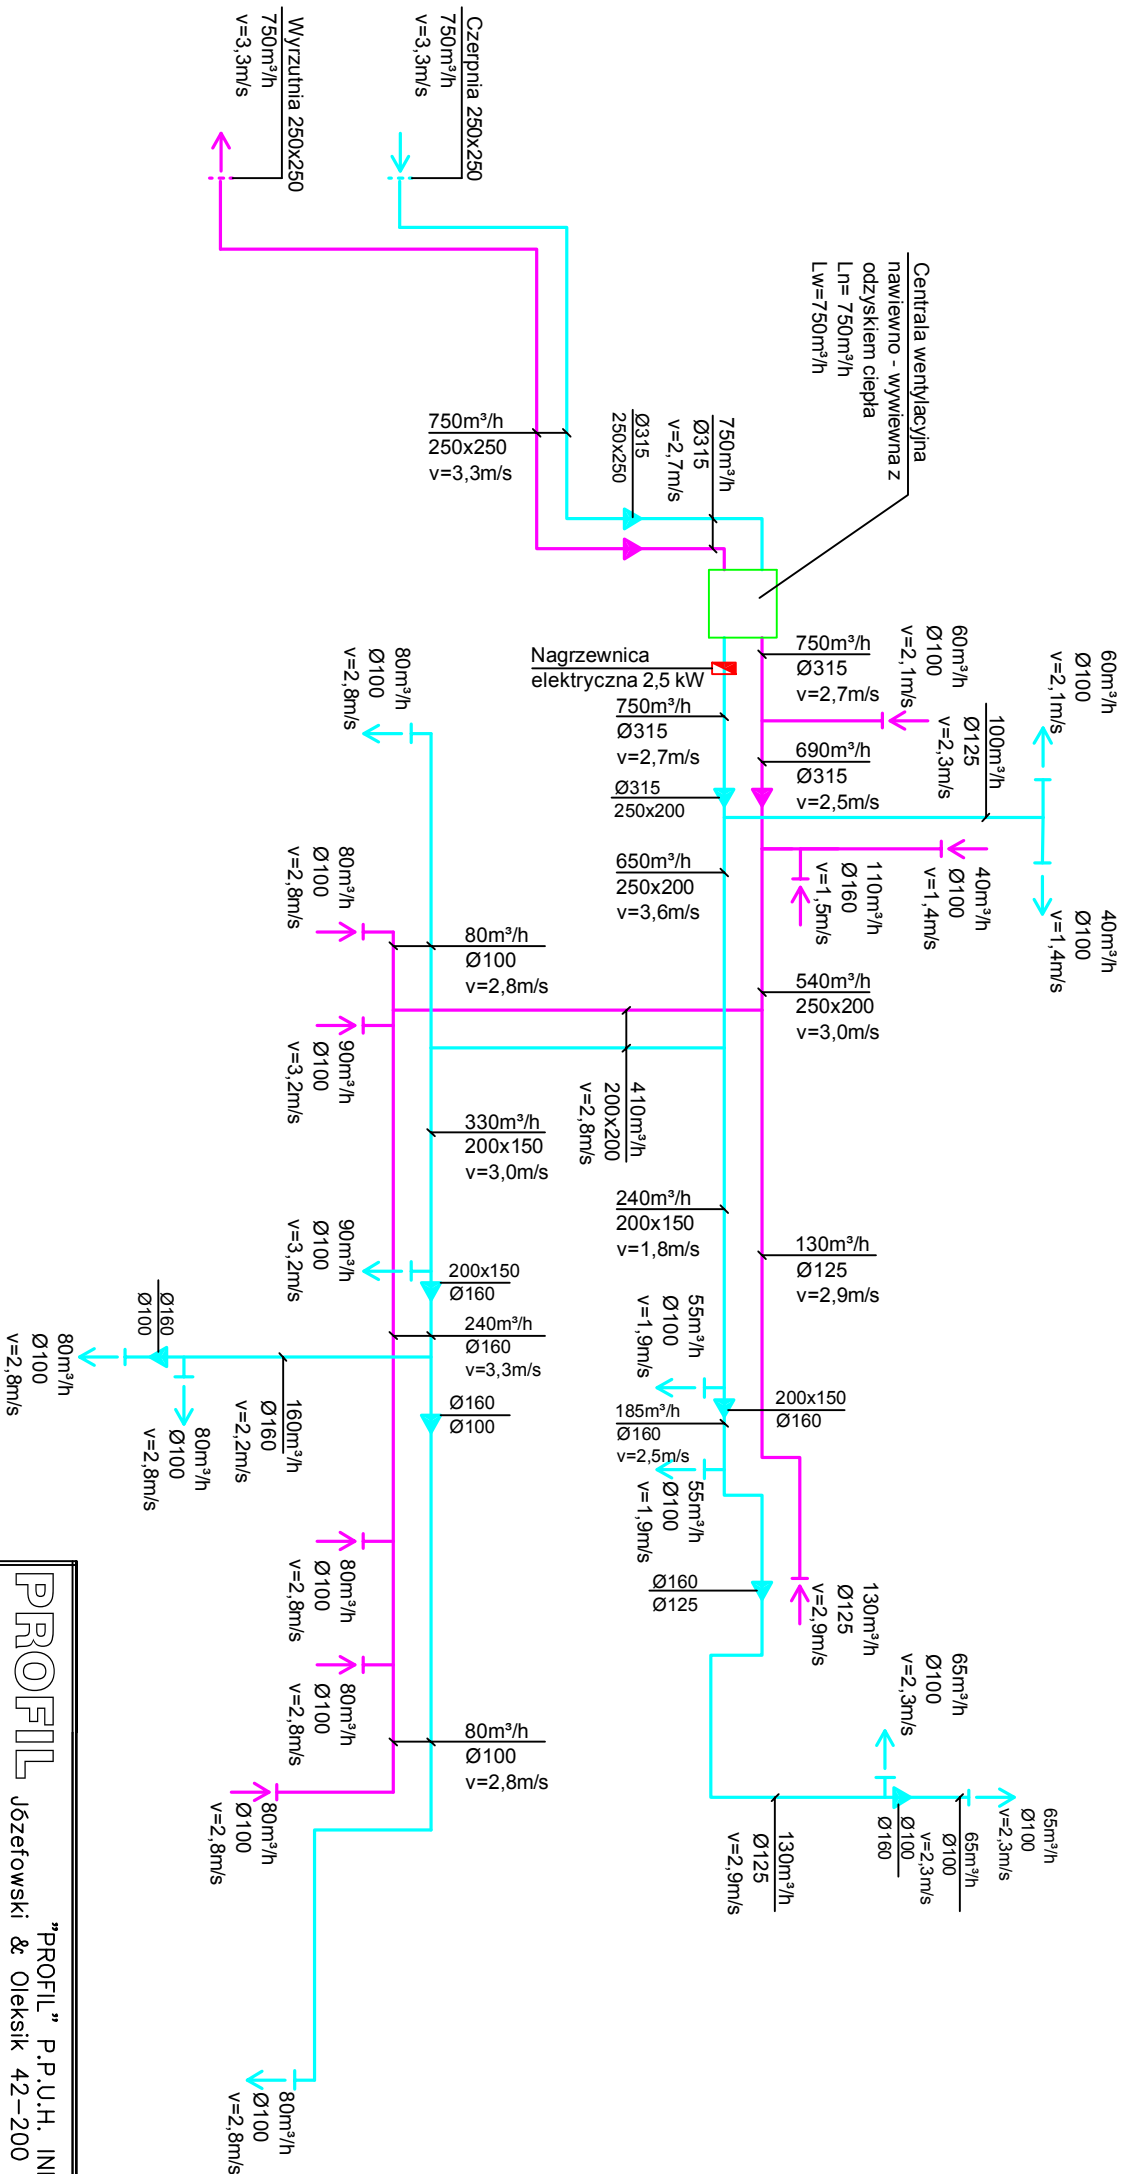 Czerpnia 250x250
750m³/h
v=3,3m/s
Wyrzutnia 250x250
750m³/h
v=3,3m/s
Centrala wentylacyjna
nawiewno - wywiewna z
odzyskiem ciepła
Ln= 750m³/h
Lw=750m³/h
750m³/h
250x250
v=3,3m/s
Ø315
250x250
750m³/h
Ø315
v=2,7m/s
Nagrzewnica
elektryczna 2,5 kW
750m³/h
Ø315
v=2,7m/s
60m³/h
Ø100
v=2,1m/s
690m³/h
Ø315
v=2,5m/s
750m³/h
Ø315
v=2,7m/s
Ø315
250x200
100m³/h
Ø125
v=2,3m/s
60m³/h
Ø100
v=2,1m/s
40m³/h
Ø100
v=1,4m/s
40m³/h
Ø100
v=1,4m/s
110m³/h
Ø160
v=1,5m/s
650m³/h
250x200
v=3,6m/s
540m³/h
250x200
v=3,0m/s
80m³/h
Ø100
v=2,8m/s
80m³/h
Ø100
v=2,8m/s
80m³/h
Ø100
v=2,8m/s
90m³/h
Ø100
v=3,2m/s
410m³/h
200x200
v=2,8m/s
330m³/h
200x150
v=3,0m/s
240m³/h
200x150
v=1,8m/s
130m³/h
Ø125
v=2,9m/s
90m³/h
Ø100
v=3,2m/s
200x150
Ø160
240m³/h
Ø160
v=3,3m/s
Ø160
Ø100
Ø160
Ø100
80m³/h
Ø100
v=2,8m/s
80m³/h
Ø100
v=2,8m/s
160m³/h
Ø160
v=2,2m/s
55m³/h
Ø100
v=1,9m/s
200x150
Ø160
185m³/h
Ø160
v=2,5m/s
55m³/h
Ø100
v=1,9m/s
Ø160
Ø125
130m³/h
Ø125
v=2,9m/s
80m³/h
Ø100
v=2,8m/s
80m³/h
Ø100
v=2,8m/s
80m³/h
Ø100
v=2,8m/s
80m³/h
Ø100
v=2,8m/s
65m³/h
Ø100
v=2,3m/s
65m³/h
Ø100
v=2,3m/s
65m³/h
Ø100
v=2,3m/s
Ø100
Ø160
130m³/h
Ø125
v=2,9m/s
80m³/h
Ø100
v=2,8m/s
PROFIL
"PROFIL" P.P.U.H.
Józefowski & Oleksik 42-200